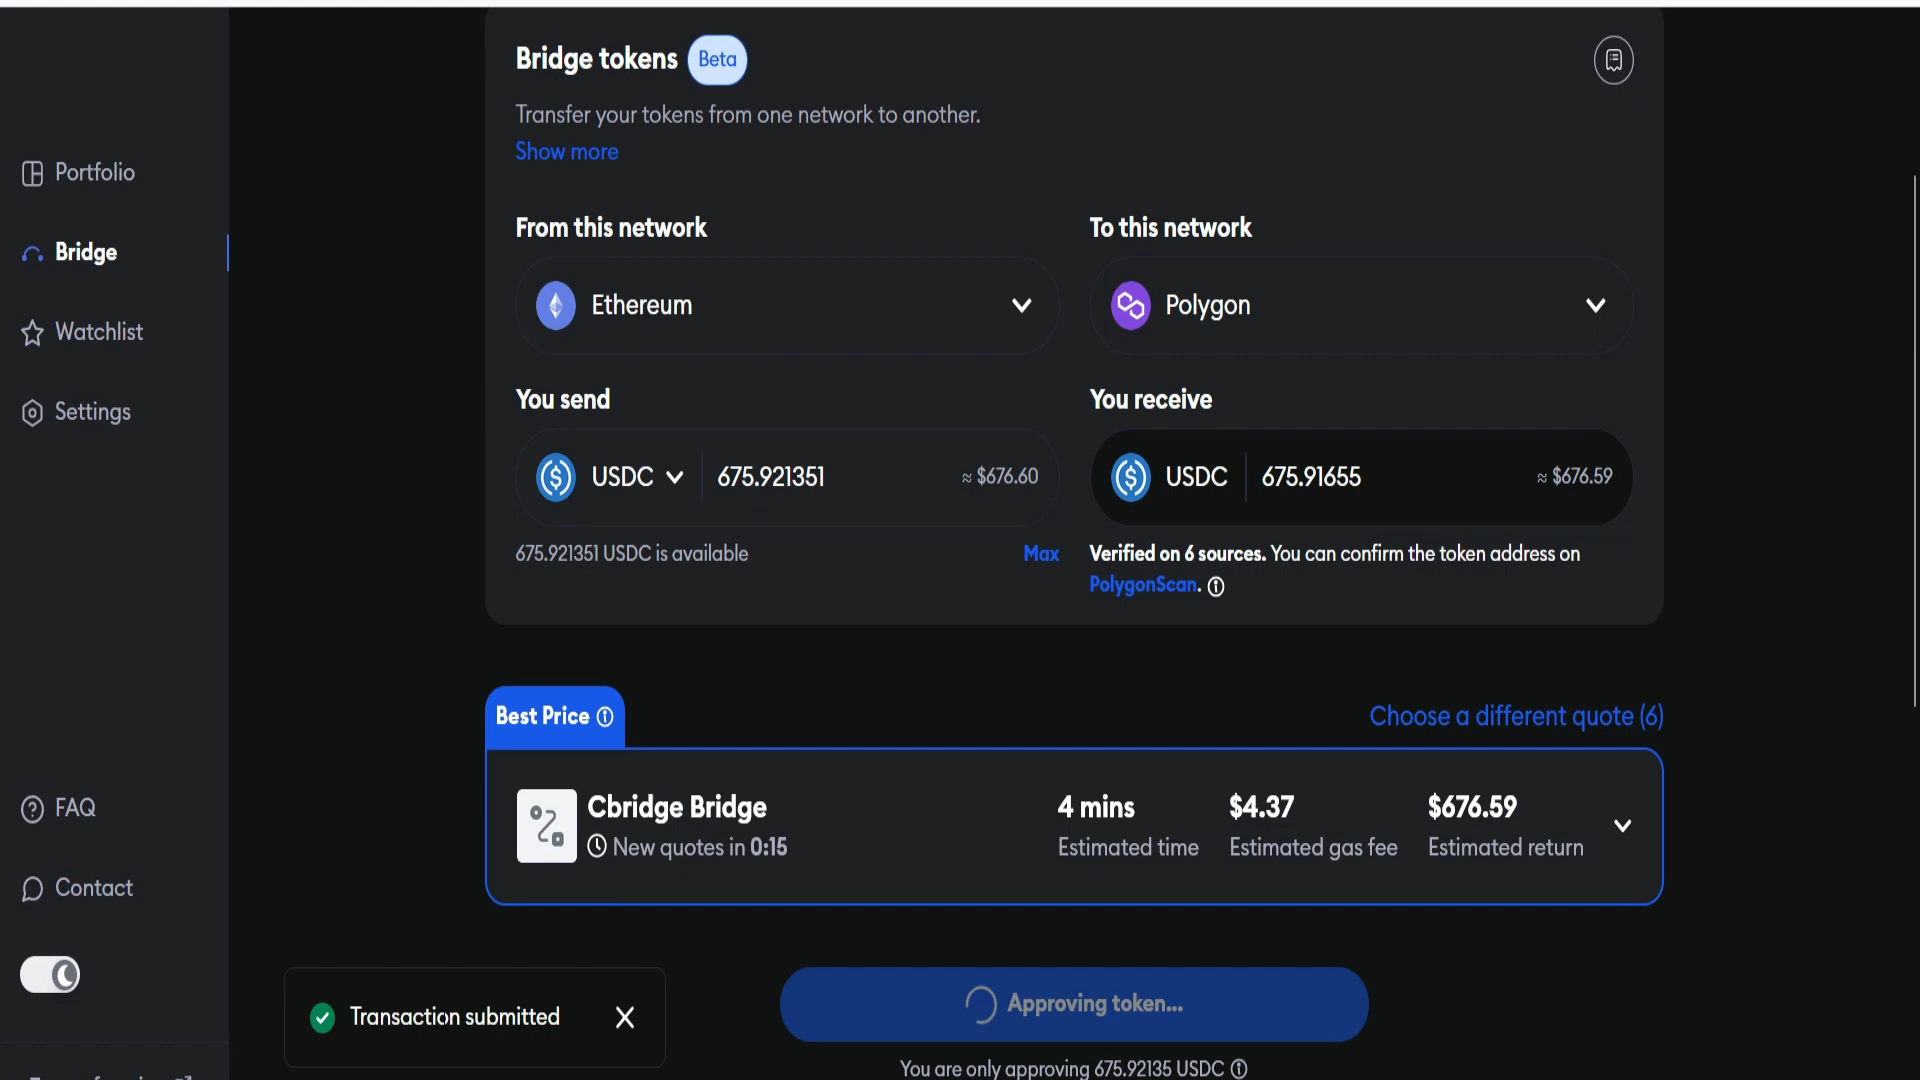 Bridge tokens Beta
Transfer your tokens from one network to another.
Show more
Portfolio
Bridge
Watchlist
Settings
From this network
To this network
Ethereum
Polygon
You send
You receive
USDC 675.921351 ≈ $676.60
USDC 675.91655 ≈ $676.59
675.921351 USDC is available Max
Verified on 6 sources. You can confirm the token address on
PolygonScan.
Best Price
Choose a different quote (6)
Cbridge Bridge
New quotes in 0:15
4 mins
Estimated time
$4.37
Estimated gas fee
$676.59
Estimated return
FAQ
Contact
Transaction submitted
Approving token...
You are only approving 675.92135 USDC